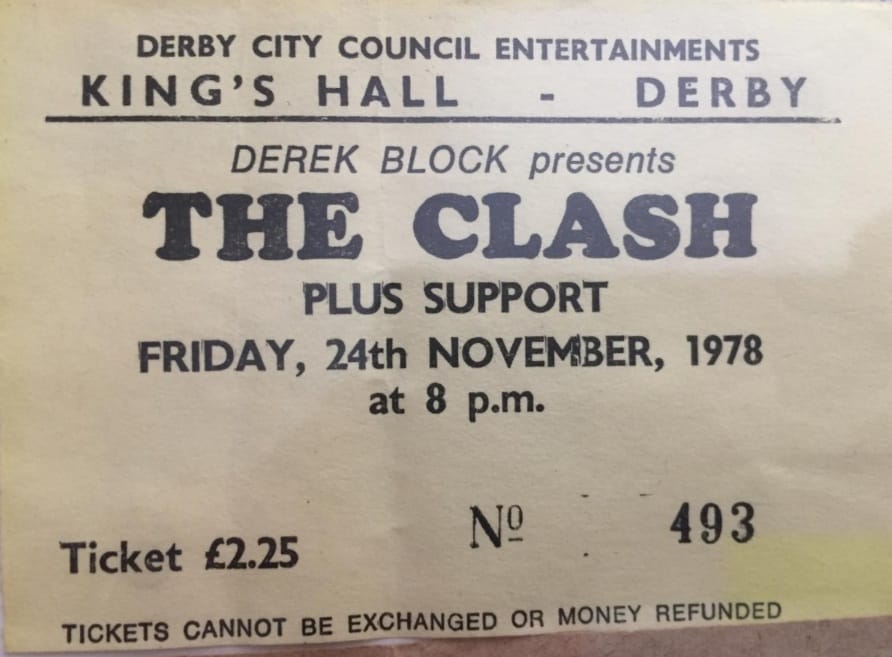 DERBY CITY COUNCIL ENTERTAINMENTS
KING'S HALL - DERBY
DEREK BLOCK presents
THE CLASH
PLUS SUPPORT
FRIDAY, 24th NOVEMBER, 1978
at 8 p.m.
Nº 493
Ticket £2.25
TICKETS CANNOT BE EXCHANGED OR MONEY REFUNDED